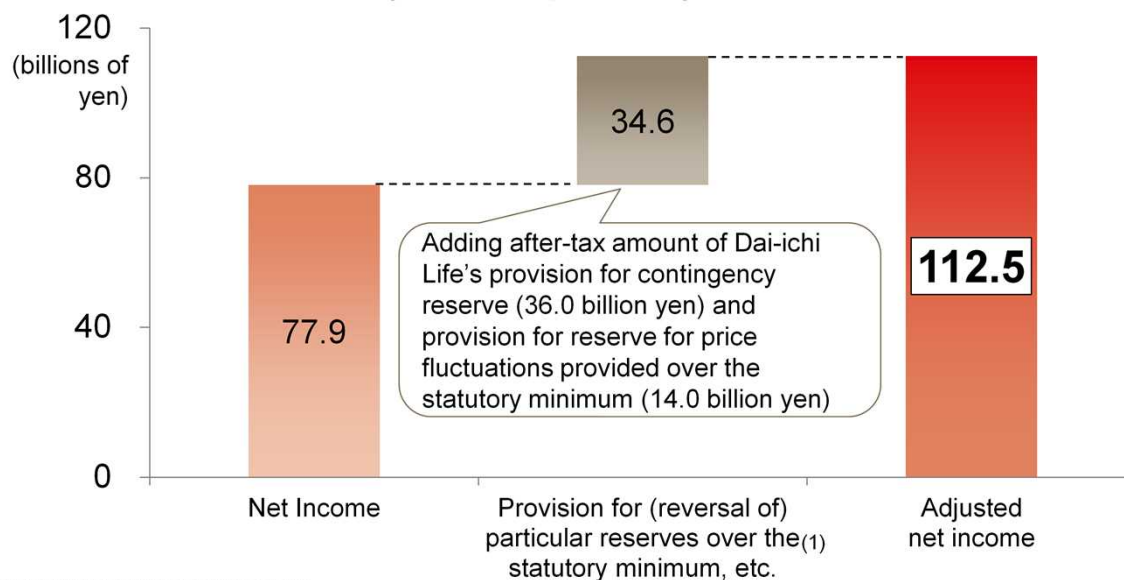 120
(billions of
yen)
80
40
0
34.6
77.9
112.5
Adding after-tax amount of Dai-ichi
Life’s provision for contingency
reserve (36.0 billion yen) and
provision for reserve for price
fluctuations provided over the
statutory minimum (14.0 billion yen)
Net Income
Provision for (reversal of)
particular reserves over the(1)
statutory minimum, etc.
Adjusted
net income